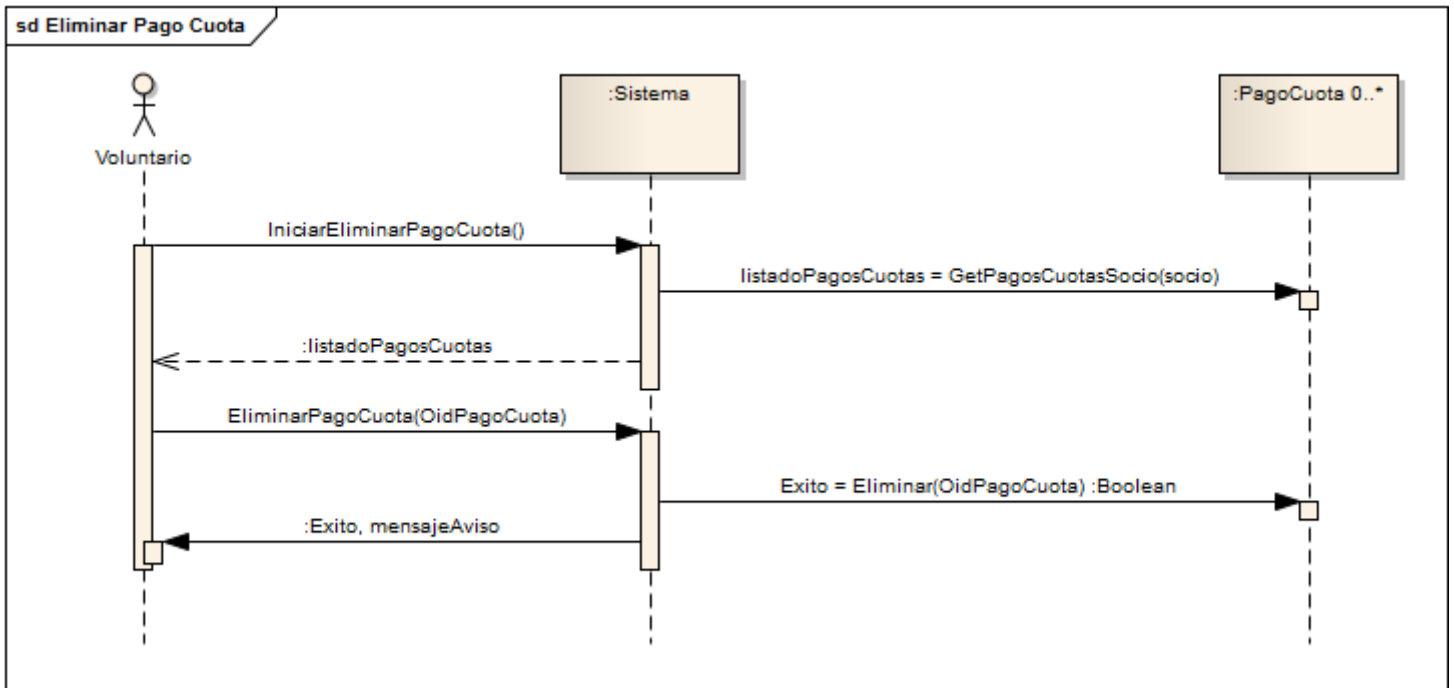 sd Eliminar Pago Cuota
:Sistema
:PagoCuota 0..*
Voluntario
IniciarEliminarPagoCuota()
listadoPagosCuotas = GetPagosCuotasSocio(socio)
:listadoPagosCuotas
EliminarPagoCuota(OidPagoCuota)
Exito = Eliminar(OidPagoCuota) :Boolean
:Exito, mensajeAviso